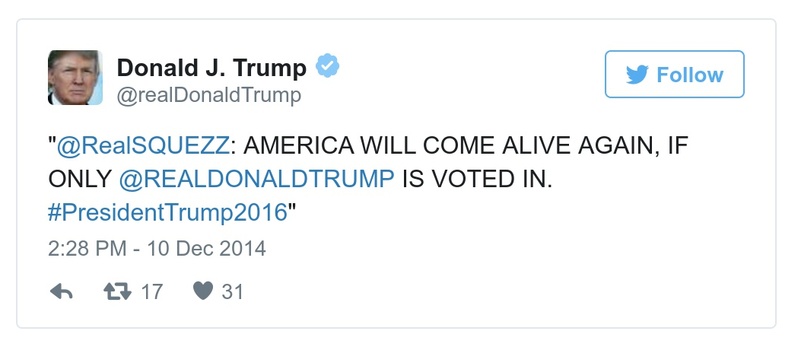 Donald J. Trump
@realDonaldTrump
Follow
"@RealSQUEZZ: AMERICA WILL COME ALIVE AGAIN, IF
ONLY @REALDONALDTRUMP IS VOTED IN.
#PresidentTrump2016"
2:28 PM - 10 Dec 2014
17 31